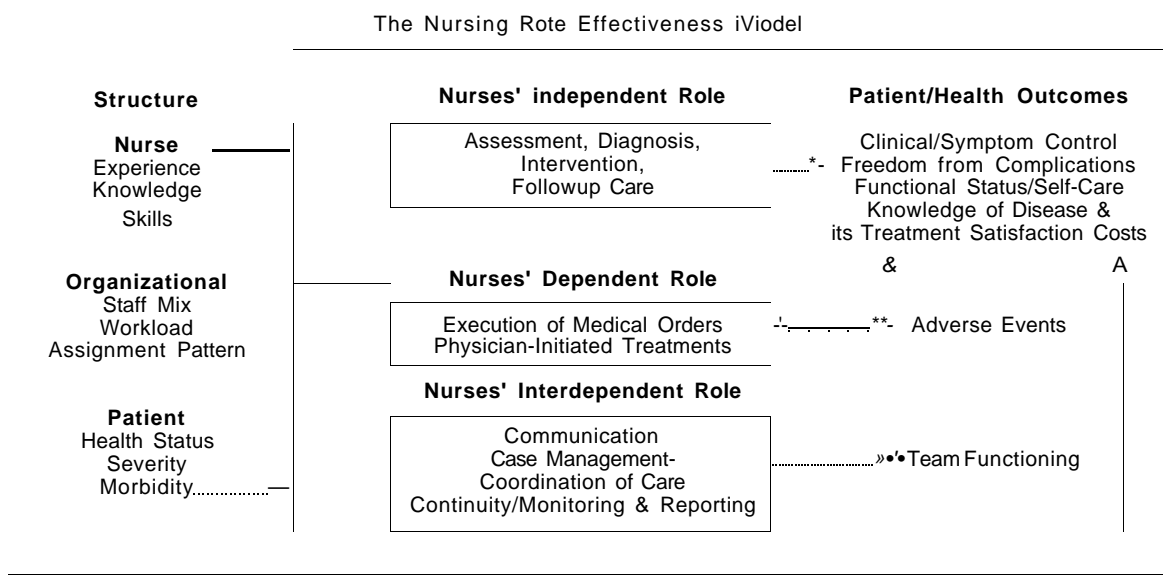 The Nursing Rote Effectiveness iViodel
Structure
Nurse
Experience
Knowledge
Skills
Organizational
Staff Mix
Workload
Assignment Pattern
Patient
Health Status
Severity
Morbidity
Nurses' independent Role
Assessment, Diagnosis,
Intervention,
Followup Care
Nurses' Dependent Role
Execution of Medical Orders
Physician-Initiated Treatments
Nurses' Interdependent Role
Communication
Case Management-
Coordination of Care
Continuity/Monitoring & Reporting
Patient/Health Outcomes
Clinical/Symptom Control
*- Freedom from Complications
Functional Status/Self-Care
Knowledge of Disease &
its Treatment Satisfaction Costs
& A
-'- **- Adverse Events
»•'• Team Functioning